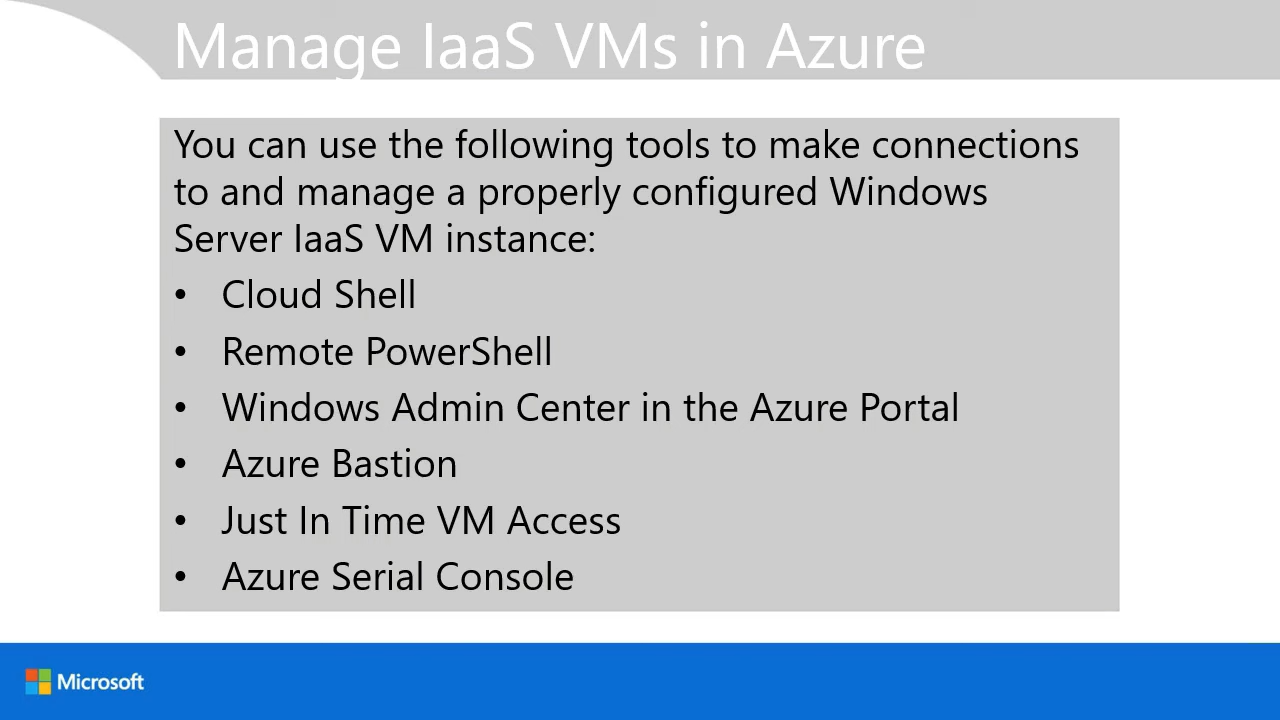 Manage IaaS VMs in Azure
You can use the following tools to make connections
to and manage a properly configured Windows
Server IaaS VM instance:
• Cloud Shell
• Remote PowerShell
• Windows Admin Center in the Azure Portal
• Azure Bastion
• Just In Time VM Access
• Azure Serial Console
Microsoft